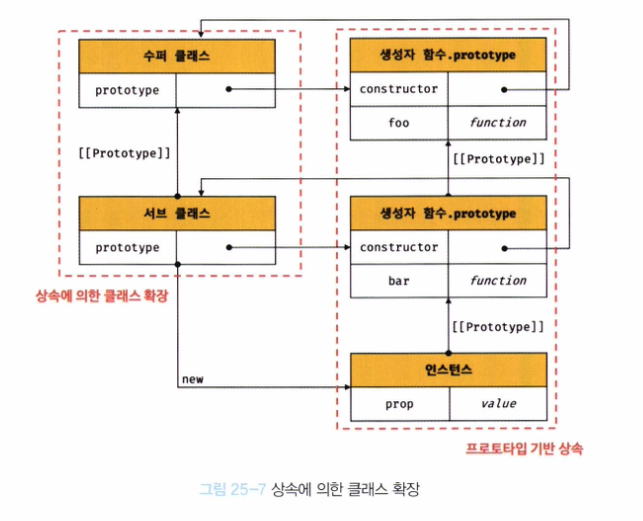 수퍼 클래스
prototype
생성자 함수.prototype
constructor
foo
function
[[Prototype]]
[[Prototype]]
서브 클래스
prototype
생성자 함수.prototype
constructor
bar
function
상속에 의한 클래스 확장
[[Prototype]]
new
인스턴스
prop
value
프로토타입 기반 상속
그림 25-7 상속에 의한 클래스 확장